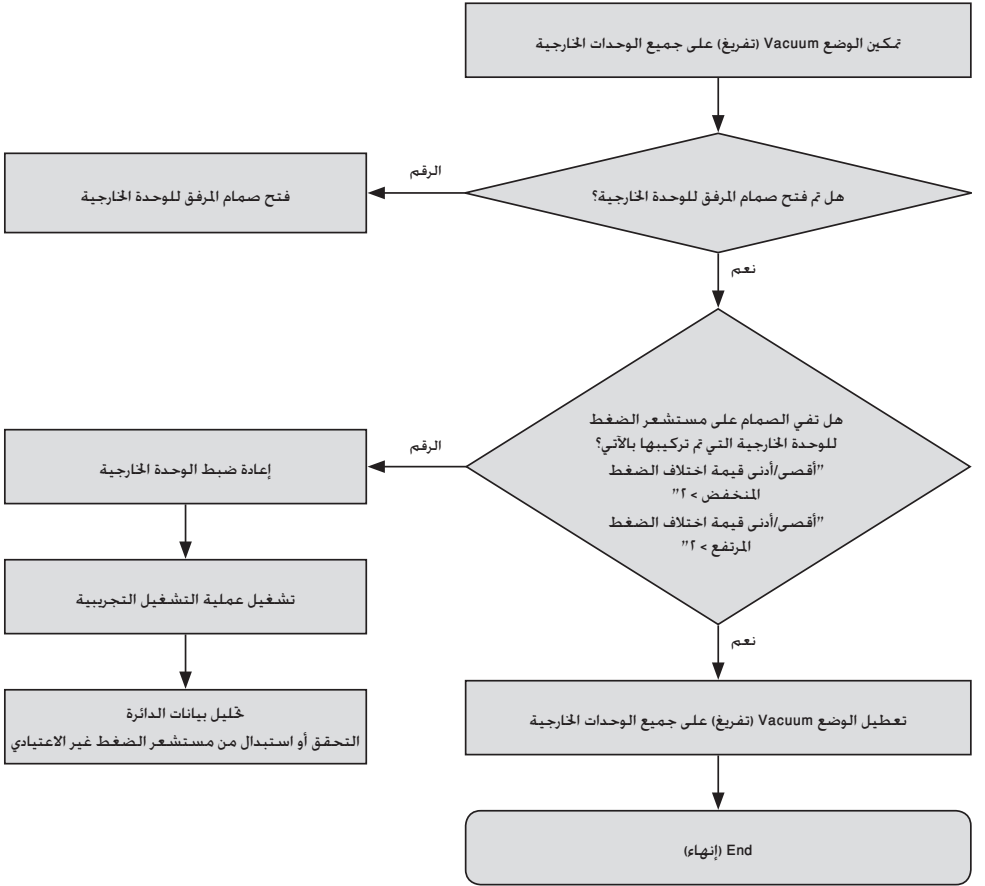 تمكين الوضع Vacuum (تفريغ) على جميع الوحدات الخارجية
هل تم فتح صمام المرفق للوحدة الخارجية؟
الرقم
فتح صمام المرفق للوحدة الخارجية
نعم
هل تفي الصمام على مستشعر الضغط
للوحدة الخارجية التي تم تركيبها بالآتي؟
"أقصى/أدنى قيمة اختلاف الضغط
المنخفض > ٢"
"أقصى/أدنى قيمة اختلاف الضغط
المرتفع > ٢"
الرقم
إعادة ضبط الوحدة الخارجية
تشغيل عملية التشغيل التجريبية
تحليل بيانات الدائرة
التحقق أو استبدال من مستشعر الضغط غير الاعتيادي
نعم
تعطيل الوضع Vacuum (تفريغ) على جميع الوحدات الخارجية
End (إنهاء)